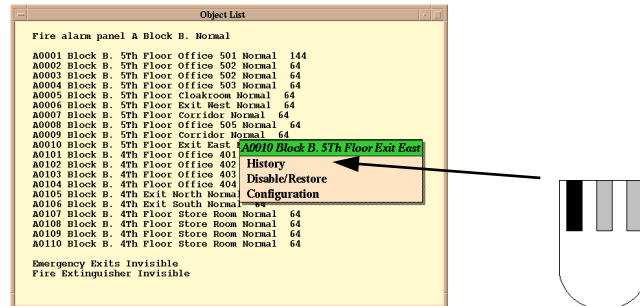 Object List
Fire alarm panel A Block B. Normal
A0001 Block B. 5Th Floor Office 501 Normal 144
A0002 Block B. 5Th Floor Office 502 Normal 64
A0003 Block B. 5Th Floor Office 502 Normal 64
A0004 Block B. 5Th Floor Office 503 Normal 64
A0005 Block B. 5Th Floor Cloakroom Normal 64
A0006 Block B. 5Th Floor Exit West Normal 64
A0007 Block B. 5Th Floor Corridor Normal 64
A0008 Block B. 5Th Floor Office 505 Normal 64
A0009 Block B. 5Th Floor Corridor Normal 64
A0010 Block B. 5Th Floor Exit East
A0010 Block B. 5Th Floor Exit East
A0101 Block B. 4Th Floor Office 401
History
A0102 Block B. 4Th Floor Office 402
A0103 Block B. 4Th Floor Office 403
Disable/Restore
A0104 Block B. 4Th Floor Office 404
A0105 Block B. 4Th Exit North Normal
Configuration
A0106 Block B. 4Th Exit South Normal 64
A0107 Block B. 4Th Floor Store Room Normal 64
A0108 Block B. 4Th Floor Store Room Normal 64
A0109 Block B. 4Th Floor Store Room Normal 64
A0110 Block B. 4Th Floor Store Room Normal 64
Emergency Exits Invisible
Fire Extinguisher Invisible